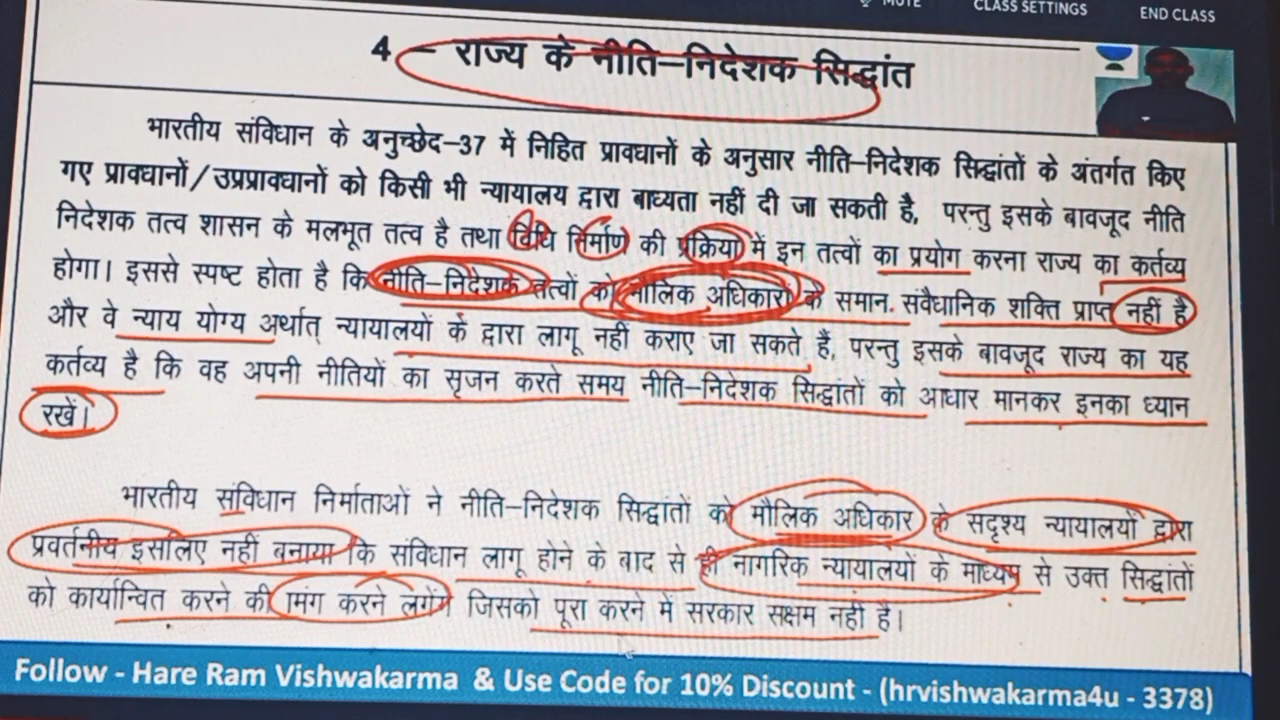 MUTE CLASS SETTINGS END CLASS
4 – राज्य के नीति–निदेशक सिद्धांत
भारतीय संविधान के अनुच्छेद–37 में निहित प्रावधानों के अनुसार नीति–निदेशक सिद्धांतों के अंतर्गत किए
गए प्रावधानों/उप्रप्रावधानों को किसी भी न्यायालय द्वारा बाध्यता नहीं दी जा सकती है, परन्तु इसके बावजूद नीति
निदेशक तत्व शासन के मलभूत तत्व है तथा विधि निर्माण की प्रक्रिया में इन तत्वों का प्रयोग करना राज्य का कर्तव्य
होगा। इससे स्पष्ट होता है कि नीति–निदेशक तत्वों को मौलिक अधिकारों के समान. संवैधानिक शक्ति प्राप्त नहीं है
और वे न्याय योग्य अर्थात् न्यायालयों के द्वारा लागू नहीं कराए जा सकते हैं, परन्तु इसके बावजूद राज्य का यह
कर्तव्य है कि वह अपनी नीतियों का सृजन करते समय नीति–निदेशक सिद्धांतों को आधार मानकर इनका ध्यान
रखें।
भारतीय संविधान निर्माताओं ने नीति–निदेशक सिद्धांतों को मौलिक अधिकार के सदृश्य न्यायालयों द्वारा
प्रवर्तनीय इसलिए नहीं बनाया कि संविधान लागू होने के बाद से ही नागरिक न्यायालयों के माध्यम से उक्त सिद्धांतों
को कार्यान्वित करने की मांग करने लगेंगे जिसको पूरा करने में सरकार सक्षम नहीं है।
Follow - Hare Ram Vishwakarma & Use Code for 10% Discount - (hrvishwakarma4u - 3378)